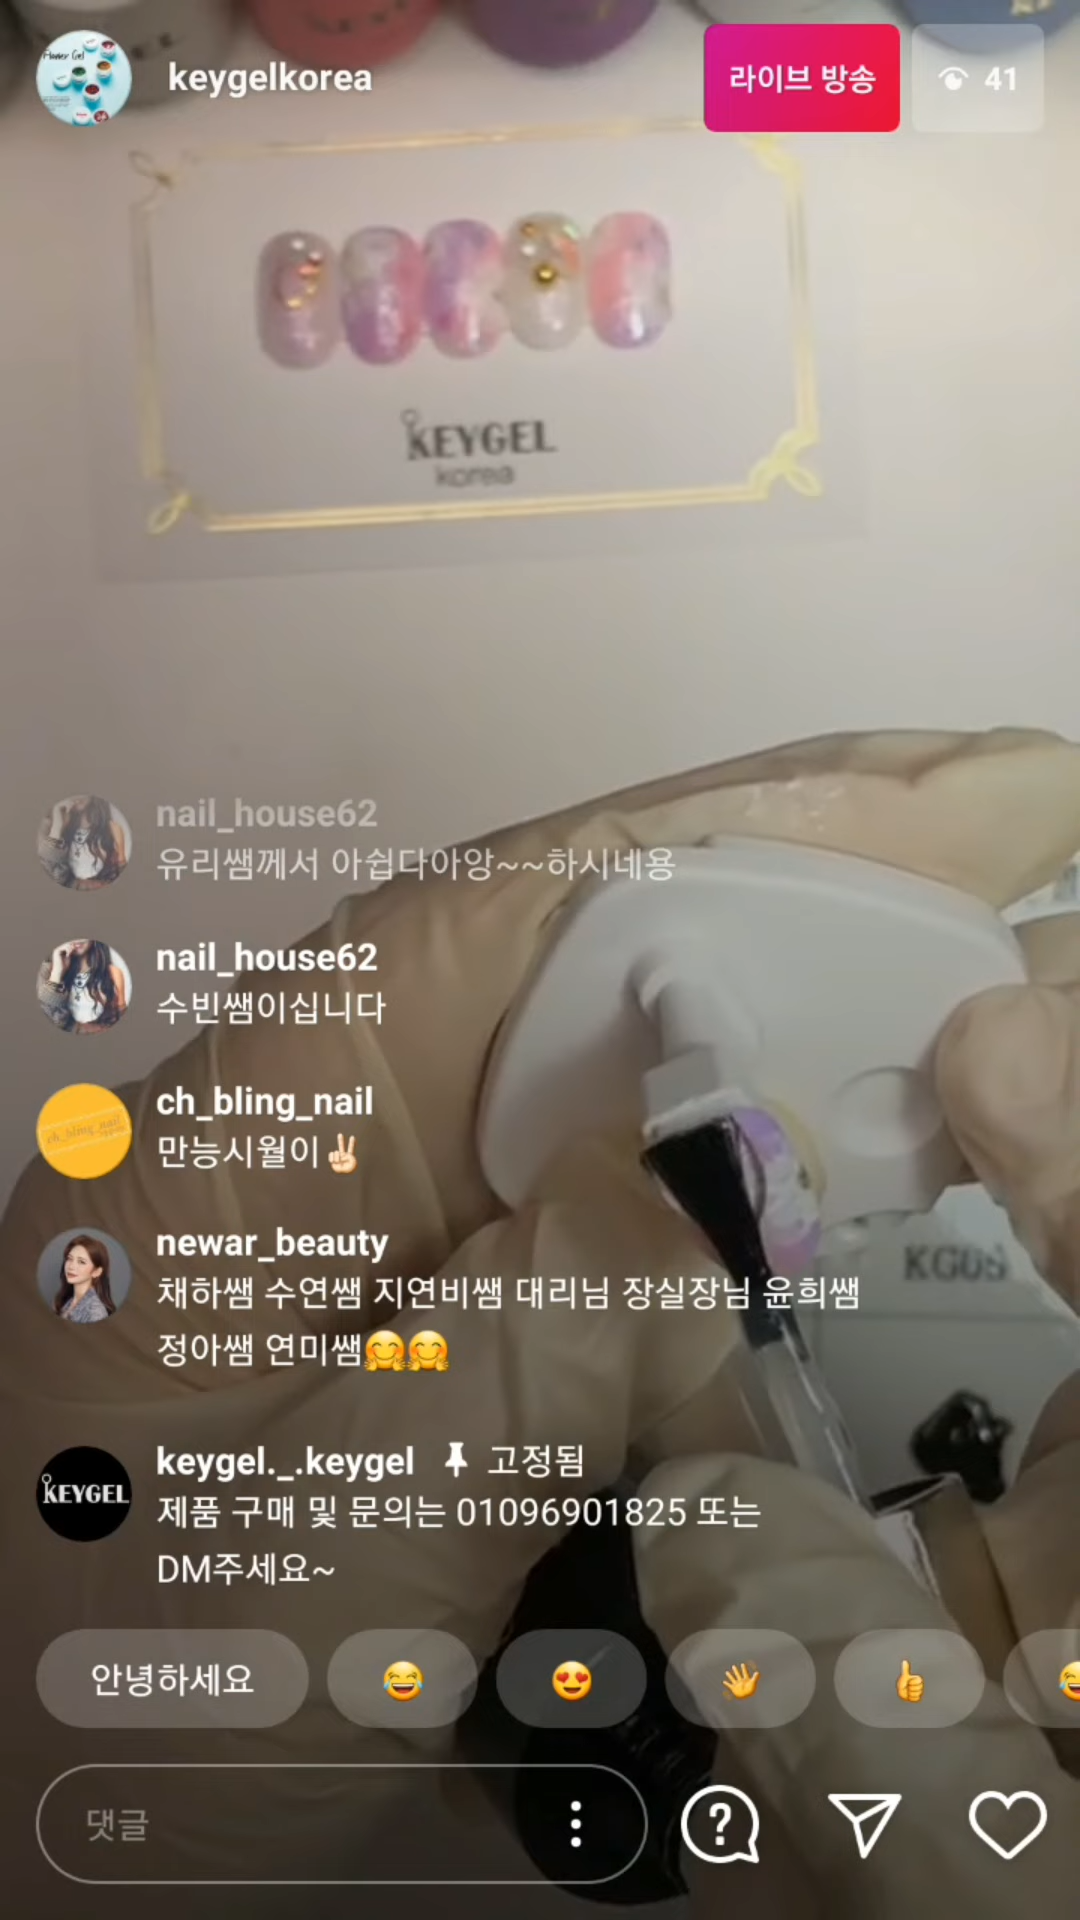 keygelkorea
라이브 방송
41
KEYGEL
korea
nail_house62
유리쌤께서 아쉽다아앙~~하시네용
nail_house62
수빈쌤이십니다
ch_bling_nail
만능시월이✌🏻
newar_beauty
채하쌤 수연쌤 지연비쌤 대리님 장실장님 윤희쌤
정아쌤 연미쌤🤗🤗
KG05
keygel._.keygel 고정됨
KEYGEL
제품 구매 및 문의는 01096901825 또는
DM주세요~
안녕하세요
댓글